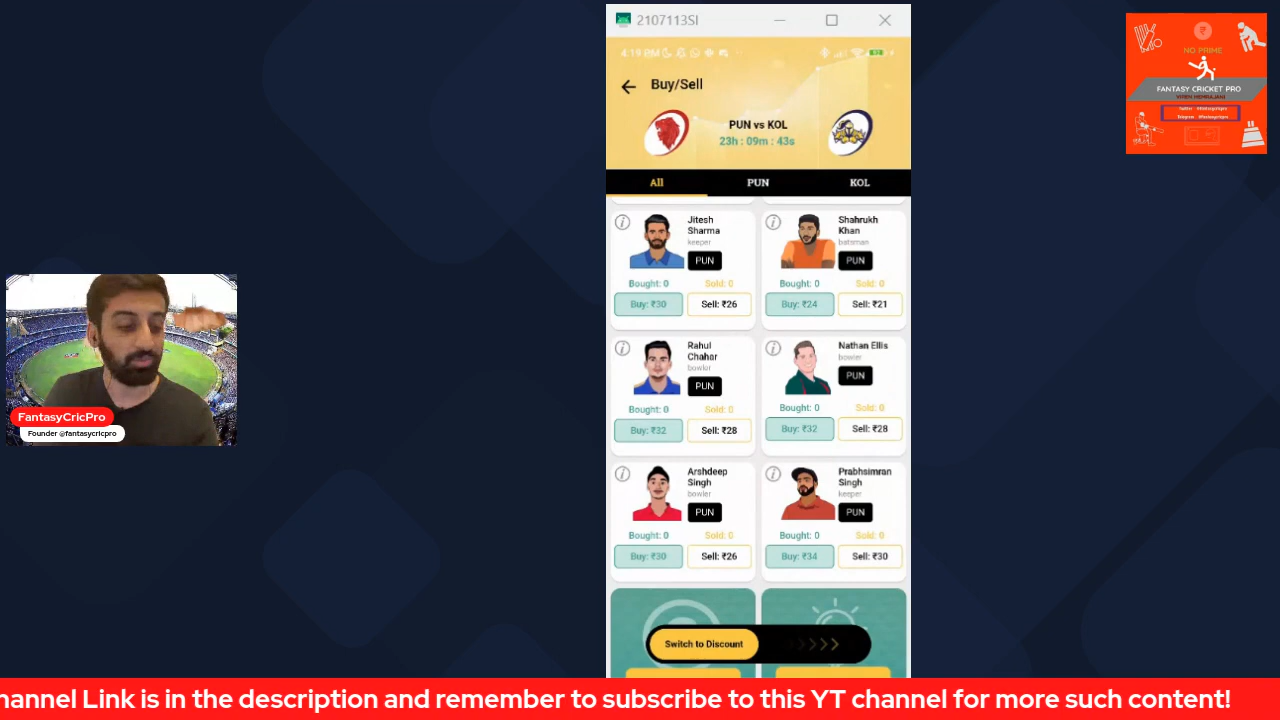 2107113SI
4:19 PM
Buy/Sell
PUN vs KOL
23h : 09m : 43s
All
PUN
KOL
Jitesh
Sharma
keeper
PUN
Bought: 0
Sold: 0
Buy: ₹30
Sell: ₹26
Shahrukh
Khan
batsman
PUN
Bought: 0
Sold: 0
Buy: ₹24
Sell: ₹21
Rahul
Chahar
bowler
PUN
Bought: 0
Sold: 0
Buy: ₹32
Sell: ₹28
Nathan Ellis
bowler
PUN
Bought: 0
Sold: 0
Buy: ₹32
Sell: ₹28
Arshdeep
Singh
bowler
PUN
Bought: 0
Sold: 0
Buy: ₹30
Sell: ₹26
Prabhsimran
Singh
keeper
PUN
Bought: 0
Sold: 0
Buy: ₹34
Sell: ₹30
Switch to Discount
NO PRIME
FANTASY CRICKET PRO
VIREN HEMRAJANI
FantasyCricPro
Founder @fantasycricpro
hannel Link is in the description and remember to subscribe to this YT channel for more such content!